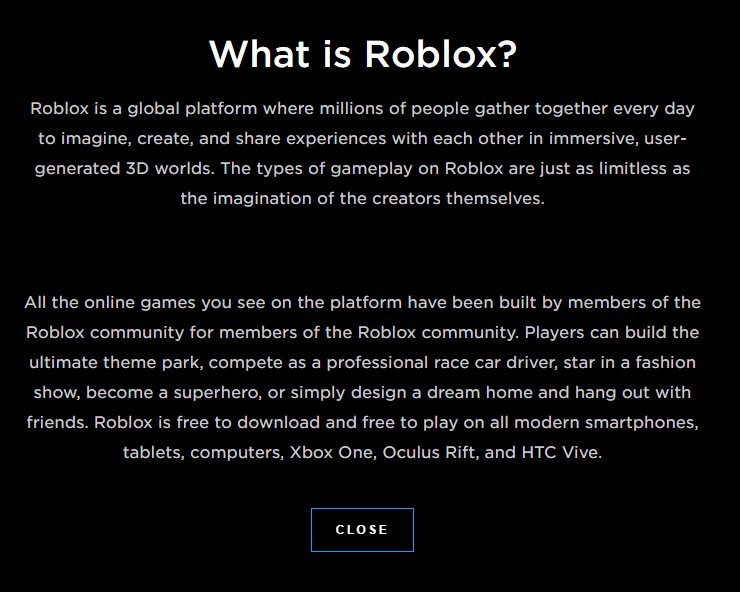 What is Roblox?
Roblox is a global platform where millions of people gather together every day
to imagine, create, and share experiences with each other in immersive, user-
generated 3D worlds. The types of gameplay on Roblox are just as limitless as
the imagination of the creators themselves.
All the online games you see on the platform have been built by members of the
Roblox community for members of the Roblox community. Players can build the
ultimate theme park, compete as a professional race car driver, star in a fashion
show, become a superhero, or simply design a dream home and hang out with
friends. Roblox is free to download and free to play on all modern smartphones,
tablets, computers, Xbox One, Oculus Rift, and HTC Vive.
CLOSE